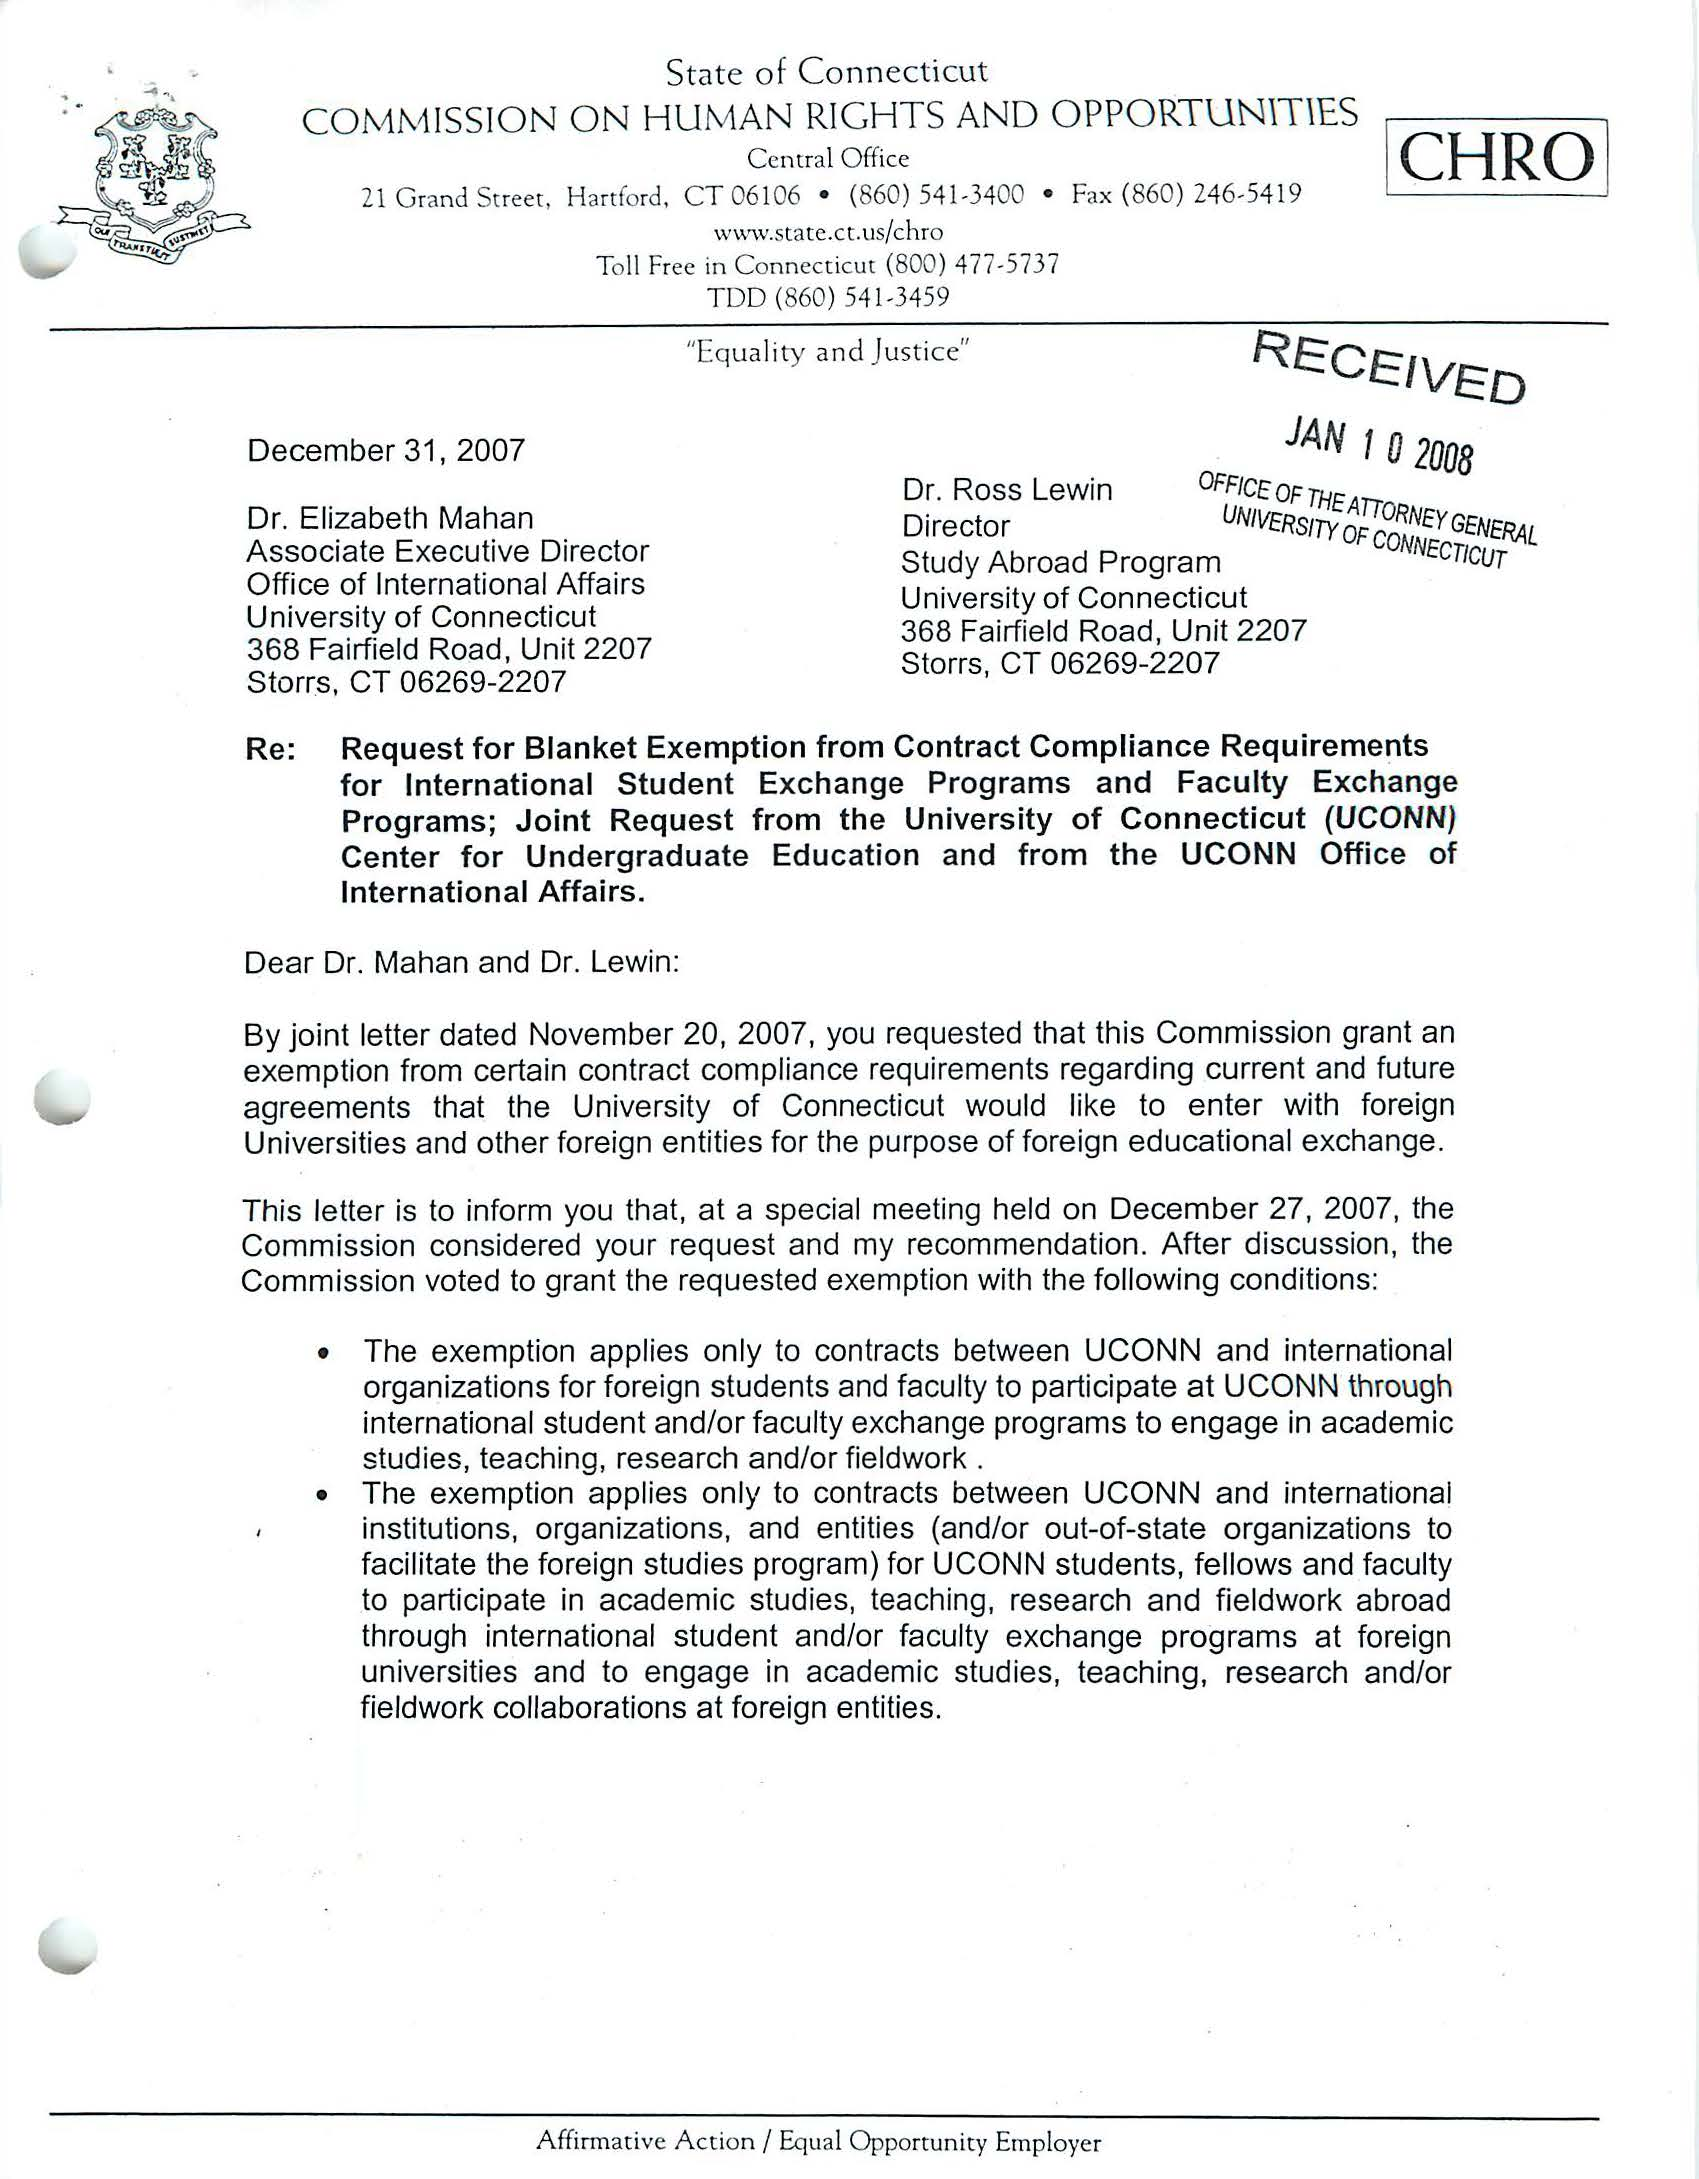 State of Connecticut
COMMISSION ON HUMAN RIGHTS AND OPPORTUNITIES
Central Office
21 Grand Street, Hartford, CT 06106 • (860) 541-3400 • Fax (860) 246-5419
www.state.ct.us/chro
Toll Free in Connecticut (800) 477-5737
TDD (860) 541-3459
CHRO
QUI TRANSTULIT SUSTINET
"Equality and Justice"
RECEIVED
JAN 10 2008
OFFICE OF THE ATTORNEY GENERAL
UNIVERSITY OF CONNECTICUT
December 31, 2007
Dr. Elizabeth Mahan
Associate Executive Director
Office of International Affairs
University of Connecticut
368 Fairfield Road, Unit 2207
Storrs, CT 06269-2207
Dr. Ross Lewin
Director
Study Abroad Program
University of Connecticut
368 Fairfield Road, Unit 2207
Storrs, CT 06269-2207
Re: Request for Blanket Exemption from Contract Compliance Requirements
for International Student Exchange Programs and Faculty Exchange
Programs; Joint Request from the University of Connecticut (UCONN)
Center for Undergraduate Education and from the UCONN Office of
International Affairs.
Dear Dr. Mahan and Dr. Lewin:
By joint letter dated November 20, 2007, you requested that this Commission grant an
exemption from certain contract compliance requirements regarding current and future
agreements that the University of Connecticut would like to enter with foreign
Universities and other foreign entities for the purpose of foreign educational exchange.
This letter is to inform you that, at a special meeting held on December 27, 2007, the
Commission considered your request and my recommendation. After discussion, the
Commission voted to grant the requested exemption with the following conditions:
• The exemption applies only to contracts between UCONN and international
organizations for foreign students and faculty to participate at UCONN through
international student and/or faculty exchange programs to engage in academic
studies, teaching, research and/or fieldwork .
• The exemption applies only to contracts between UCONN and international
institutions, organizations, and entities (and/or out-of-state organizations to
facilitate the foreign studies program) for UCONN students, fellows and faculty
to participate in academic studies, teaching, research and fieldwork abroad
through international student and/or faculty exchange programs at foreign
universities and to engage in academic studies, teaching, research and/or
fieldwork collaborations at foreign entities.
Affirmative Action / Equal Opportunity Employer